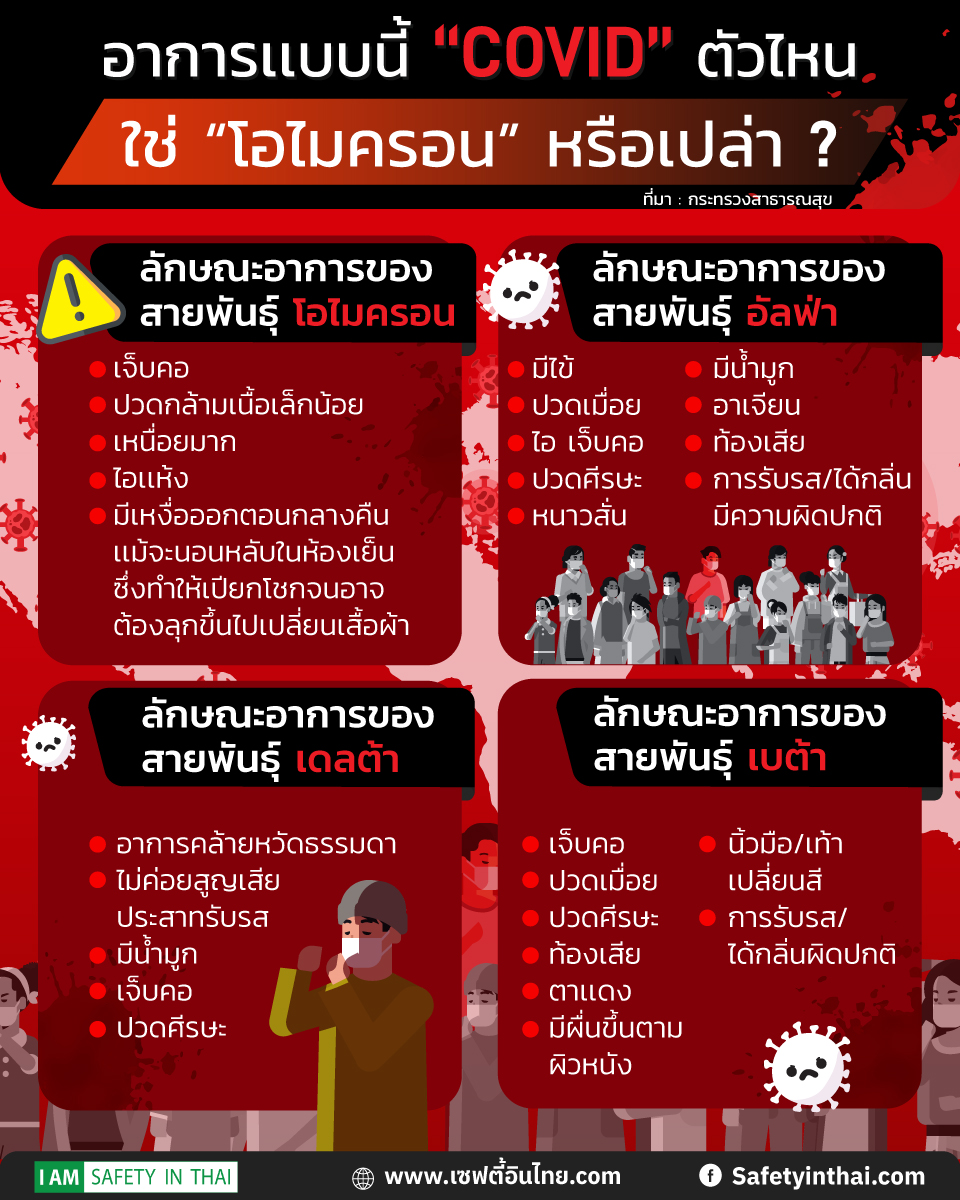 อาการแบบนี้ “COVID” ตัวไหน
ใช่ “โอไมครอน” หรือเปล่า ?
ที่มา : กระทรวงสาธารณสุข
ลักษณะอาการของ
สายพันธุ์ โอไมครอน
เจ็บคอ
ปวดกล้ามเนื้อเล็กน้อย
เหนื่อยมาก
ไอแห้ง
มีเหงื่อออกตอนกลางคืน
แม้จะนอนหลับในห้องเย็น
ซึ่งทำให้เปียกโชกจนอาจ
ต้องลุกขึ้นไปเปลี่ยนเสื้อผ้า
ลักษณะอาการของ
สายพันธุ์ อัลฟ่า
มีไข้
ปวดเมื่อย
ไอ เจ็บคอ
ปวดศีรษะ
หนาวสั่น
มีน้ำมูก
อาเจียน
ท้องเสีย
การรับรส/ได้กลิ่น
มีความผิดปกติ
ลักษณะอาการของ
สายพันธุ์ เดลต้า
อาการคล้ายหวัดธรรมดา
ไม่ค่อยสูญเสีย
ประสาทรับรส
มีน้ำมูก
เจ็บคอ
ปวดศีรษะ
ลักษณะอาการของ
สายพันธุ์ เบต้า
เจ็บคอ
ปวดเมื่อย
ปวดศีรษะ
ท้องเสีย
ตาแดง
มีผื่นขึ้นตาม
ผิวหนัง
นิ้วมือ/เท้า
เปลี่ยนสี
การรับรส/
ได้กลิ่นผิดปกติ
I AM SAFETY IN THAI
www.เซฟตี้อินไทย.com
Safetyinthai.com